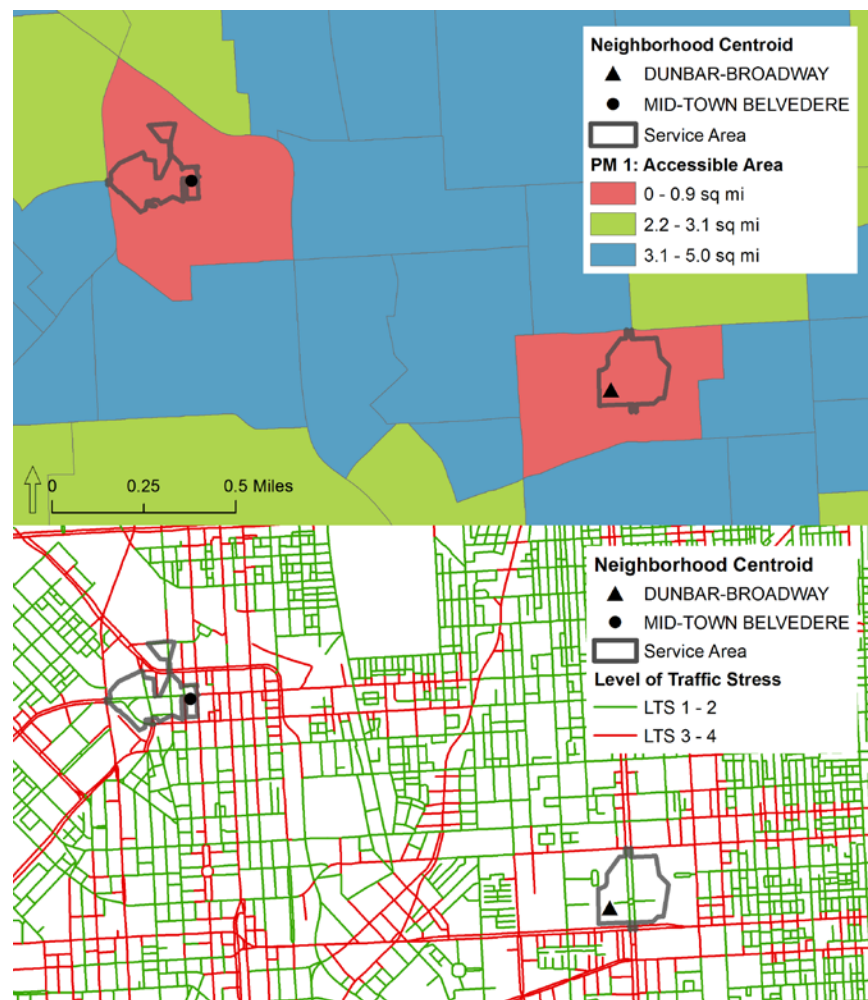 Neighborhood Centroid
DUNBAR-BROADWAY
MID-TOWN BELVEDERE
Service Area
PM 1: Accessible Area
0 - 0.9 sq mi
2.2 - 3.1 sq mi
3.1 - 5.0 sq mi
0 0.25 0.5 Miles
Neighborhood Centroid
DUNBAR-BROADWAY
MID-TOWN BELVEDERE
Service Area
Level of Traffic Stress
LTS 1 - 2
LTS 3 - 4